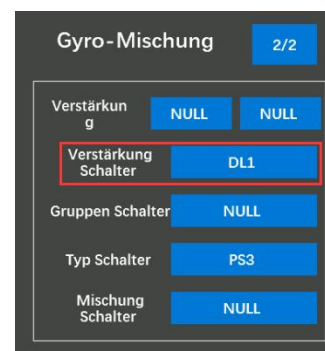 Gyro-Mischung 2/2
Verstärkun
g NULL NULL
Verstärkung
Schalter DL1
Gruppen Schalter NULL
Typ Schalter PS3
Mischung
Schalter NULL